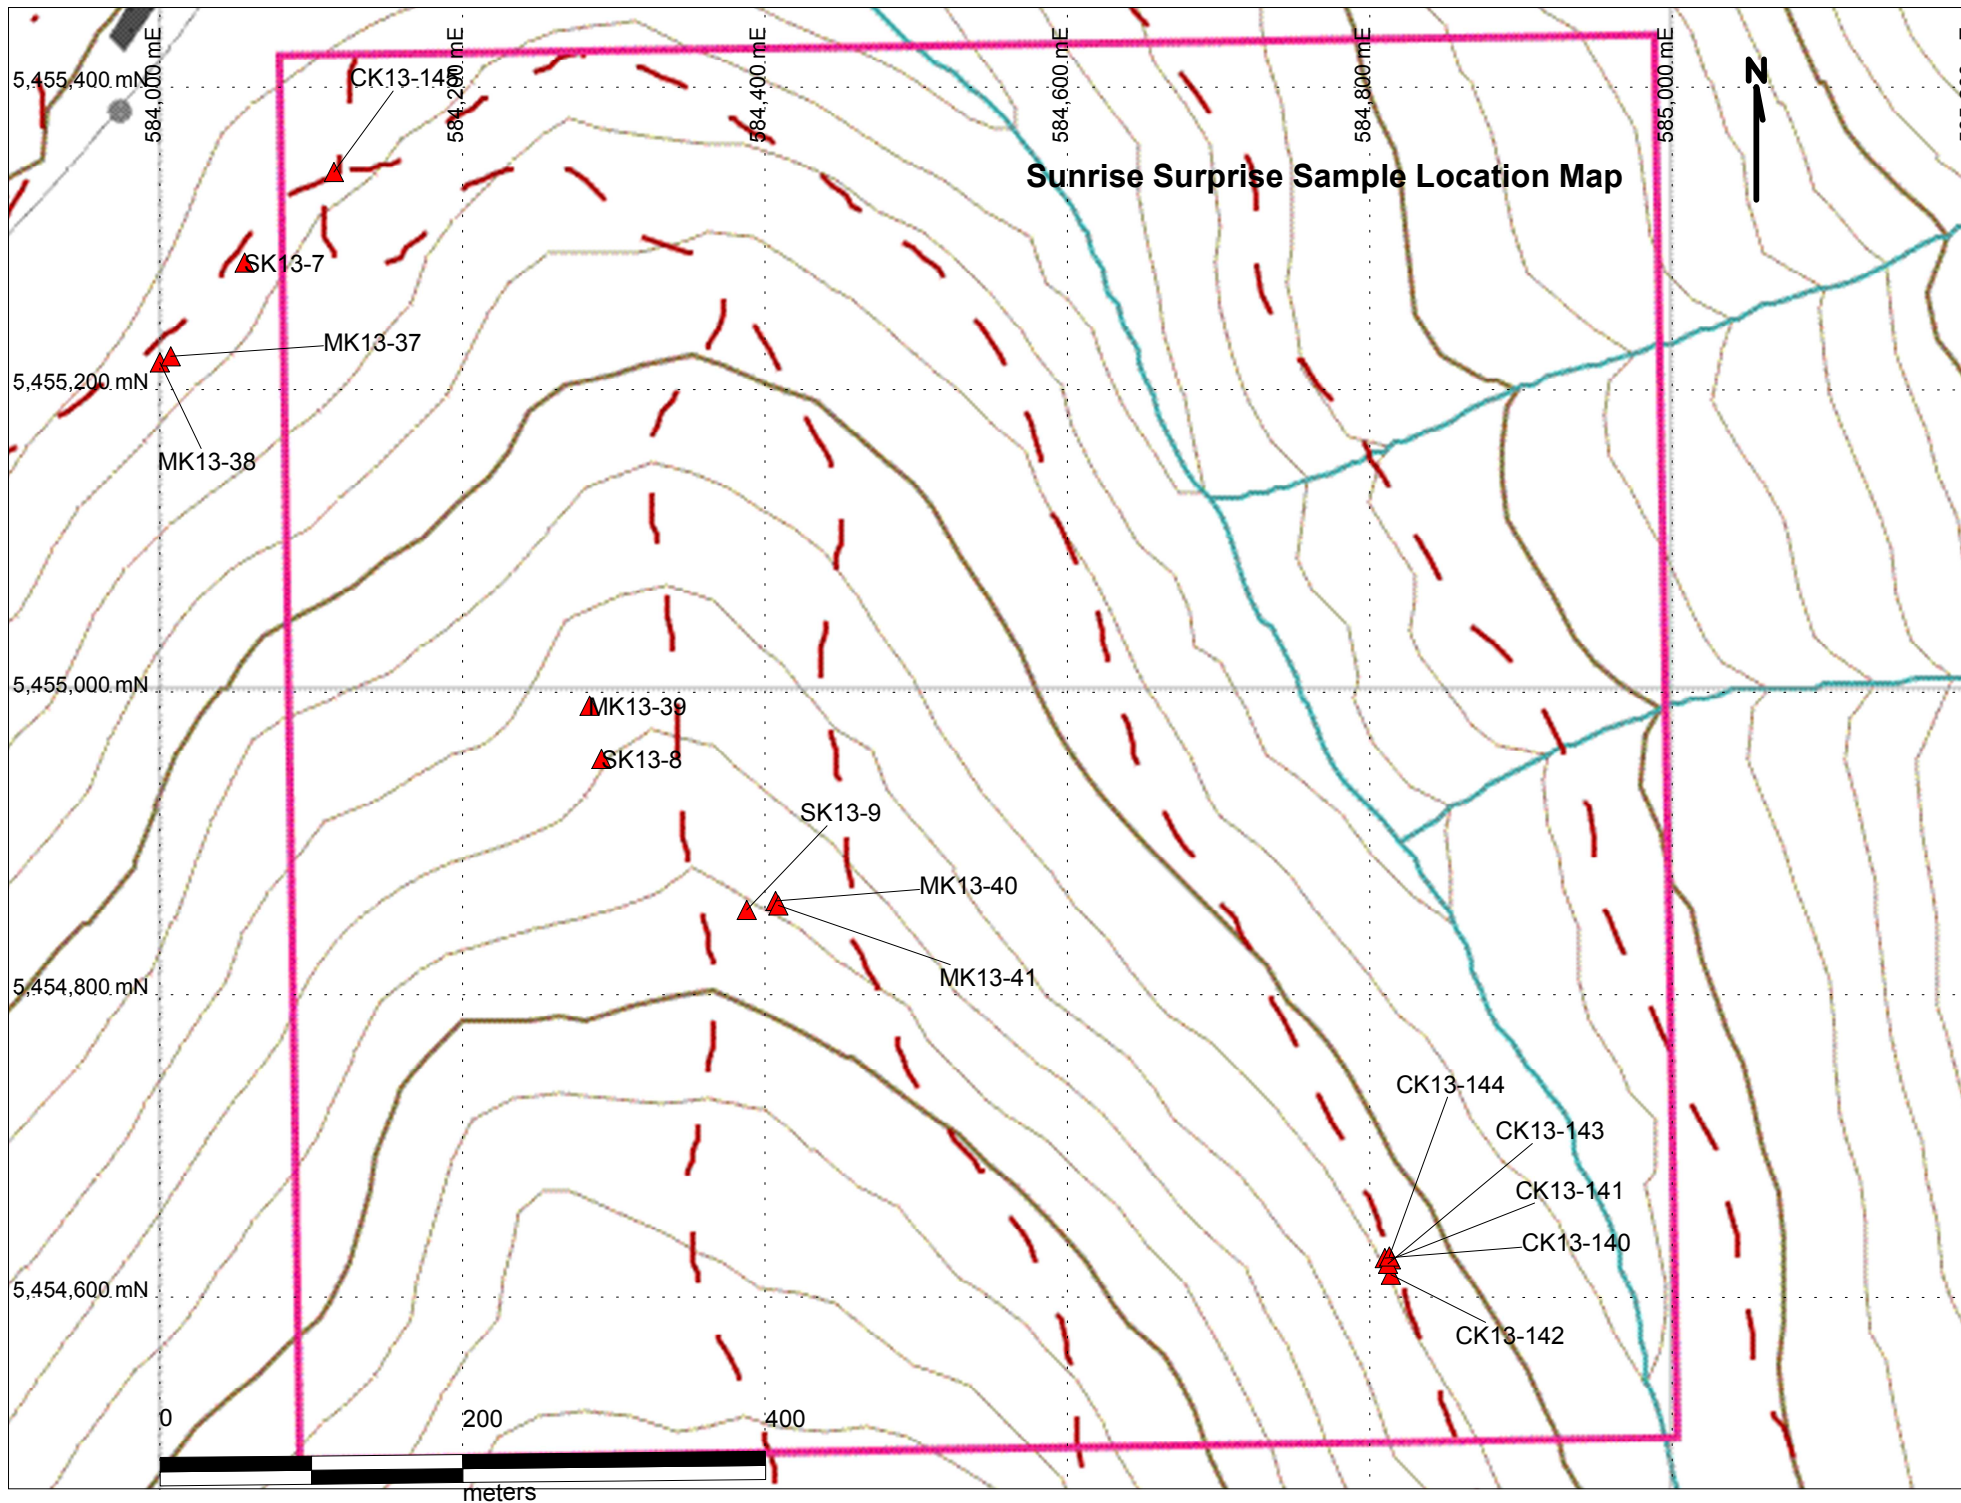 584,000 mE
584,200 mE
584,400 mE
584,600 mE
584,800 mE
585,000 mE
5,455,400 mN
N
Sunrise Surprise Sample Location Map
SK13-7
MK13-37
5,455,200 mN
MK13-38
5,455,000 mN
MK13-39
SK13-8
SK13-9
MK13-40
MK13-41
5,454,800 mN
CK13-144
CK13-143
CK13-141
CK13-140
5,454,600 mN
CK13-142
0
200
400
meters